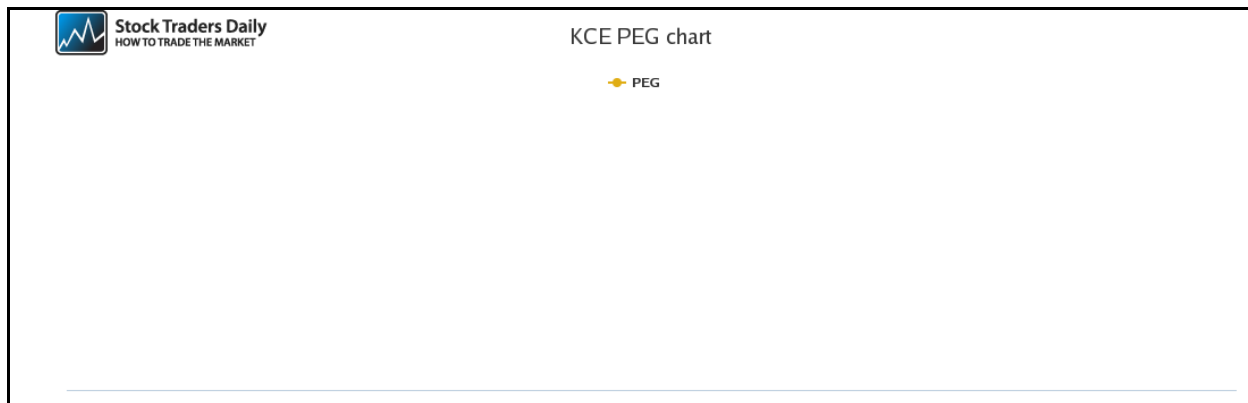 Stock Traders Daily
HOW TO TRADE THE MARKET
KCE PEG chart
PEG